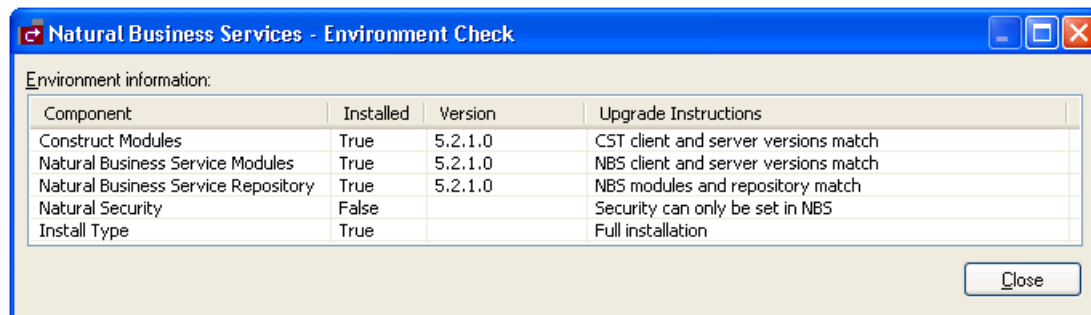 Natural Business Services - Environment Check
Environment information:
Component Installed Version Upgrade Instructions
Construct Modules True 5.2.1.0 CST client and server versions match
Natural Business Service Modules True 5.2.1.0 NBS client and server versions match
Natural Business Service Repository True 5.2.1.0 NBS modules and repository match
Natural Security False Security can only be set in NBS
Install Type True Full installation
Close